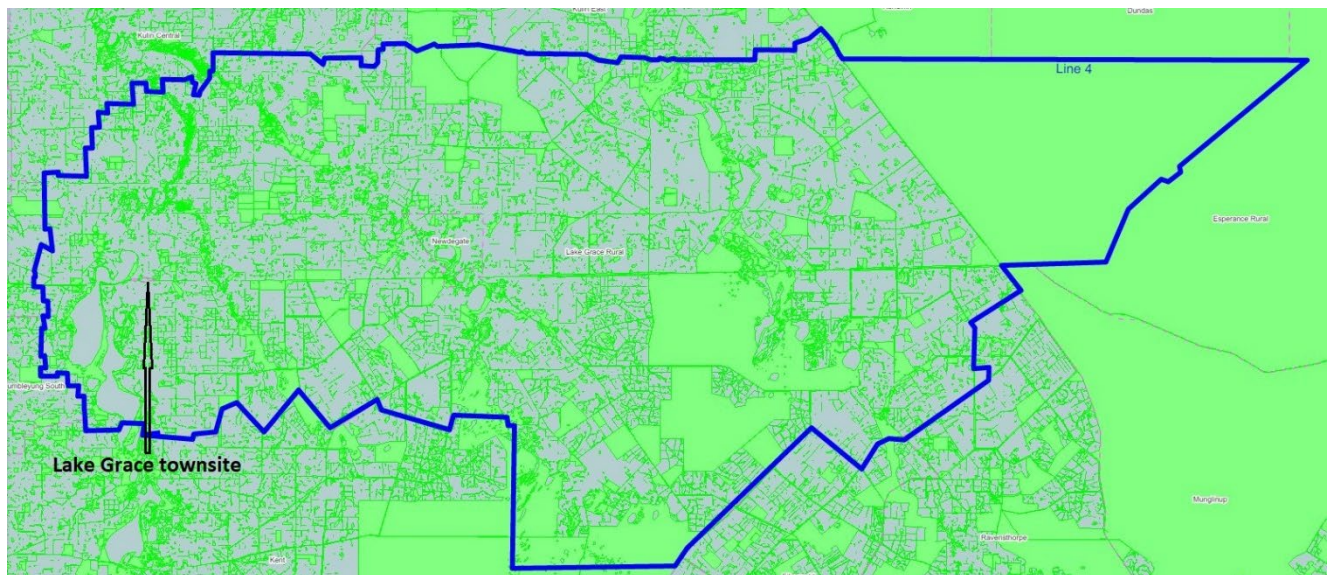 Kulin East
Dundas
Kulin Central
Line 4
Esperance Rural
Newdegate
Lake Grace Rural
umbleyung South
Lake Grace townsite
Munglinup
Ravensthorpe
Kent